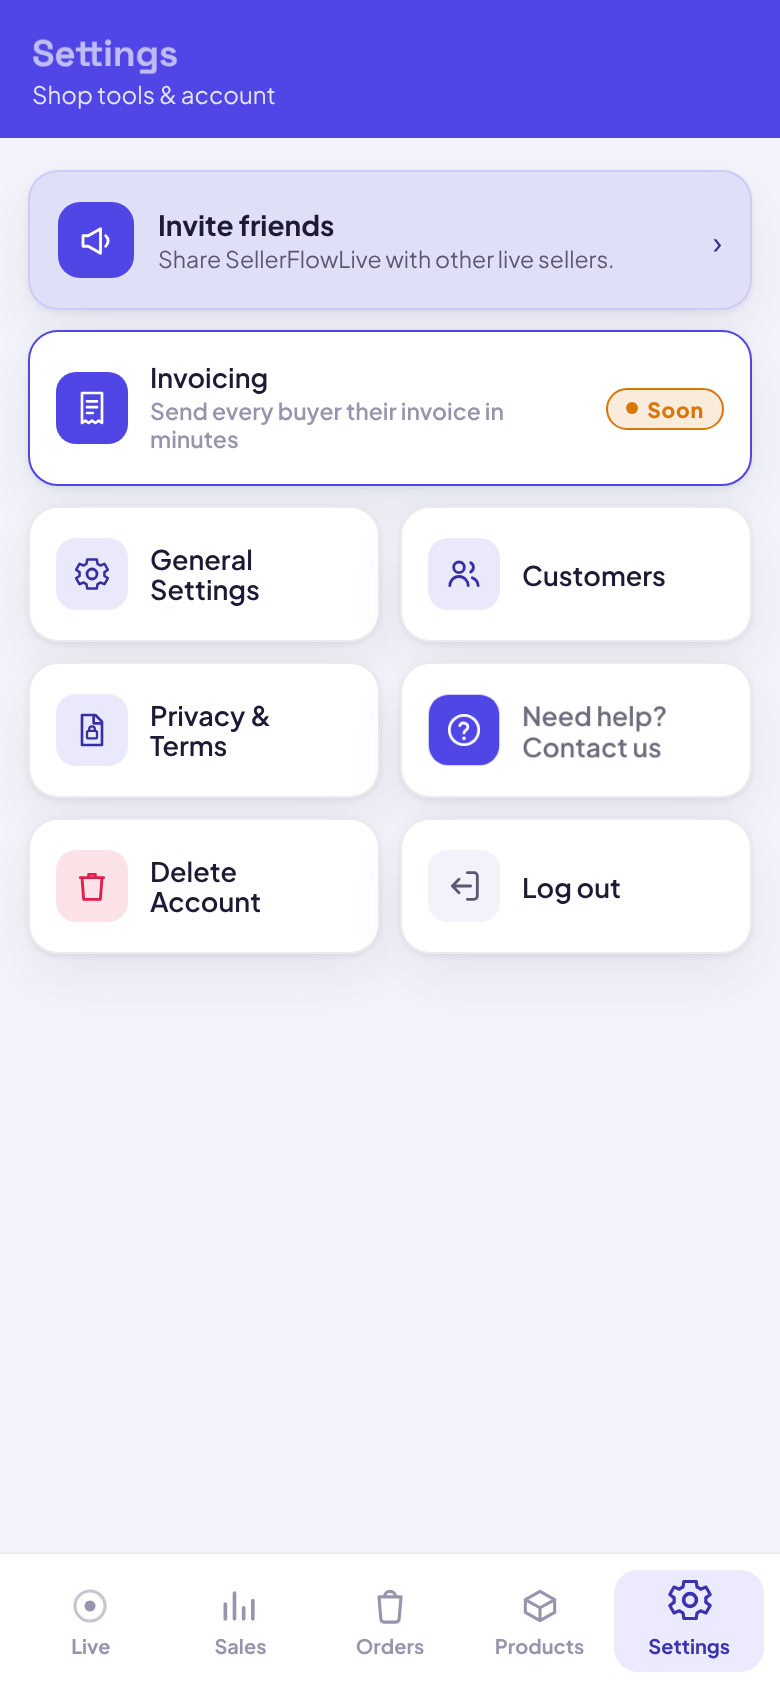 Settings
Shop tools & account
Invite friends
Share SellerFlowLive with other live sellers.
Invoicing
Send every buyer their invoice in
minutes
Soon
General
Settings
Customers
Privacy &
Terms
Need help?
Contact us
Delete
Account
Log out
Live
Sales
Orders
Products
Settings